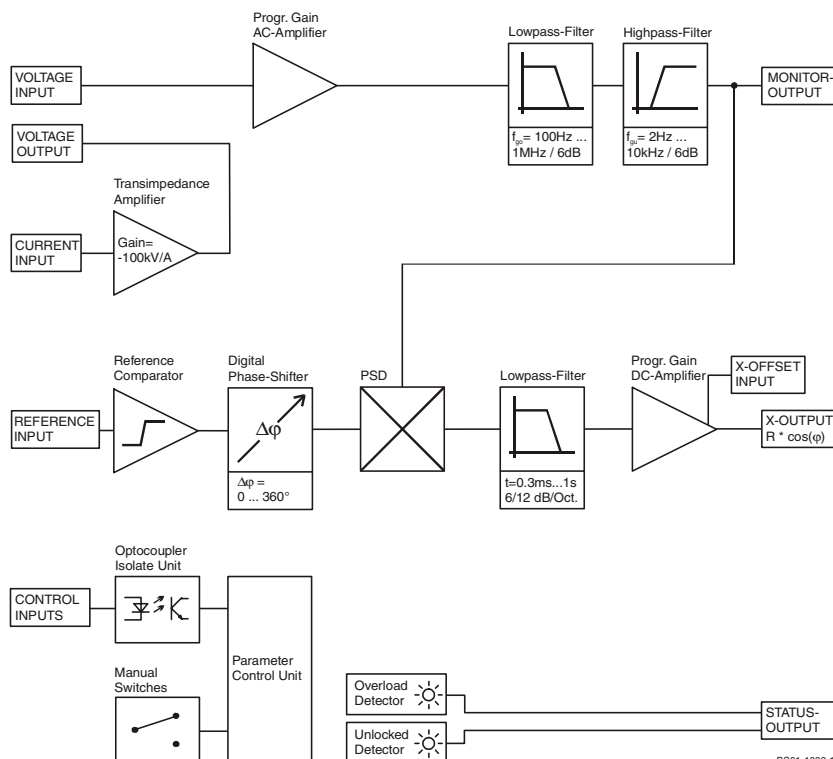 Progr. Gain
AC-Amplifier
Lowpass-Filter
Highpass-Filter
VOLTAGE
INPUT
MONITOR-
OUTPUT
VOLTAGE
OUTPUT
fgo= 100Hz ...
1MHz / 6dB
fgu= 2Hz ...
10kHz / 6dB
Transimpedance
Amplifier
CURRENT
INPUT
Gain=
-100kV/A
Reference
Comparator
Digital
Phase-Shifter
PSD
Lowpass-Filter
Progr. Gain
DC-Amplifier
X-OFFSET
INPUT
REFERENCE
INPUT
Δφ
X-OUTPUT
R * cos(φ)
Δφ =
0 ... 360°
t=0.3ms...1s
6/12 dB/Oct.
Optocoupler
Isolate Unit
CONTROL
INPUTS
Manual
Switches
Parameter
Control Unit
Overload
Detector
Unlocked
Detector
STATUS-
OUTPUT